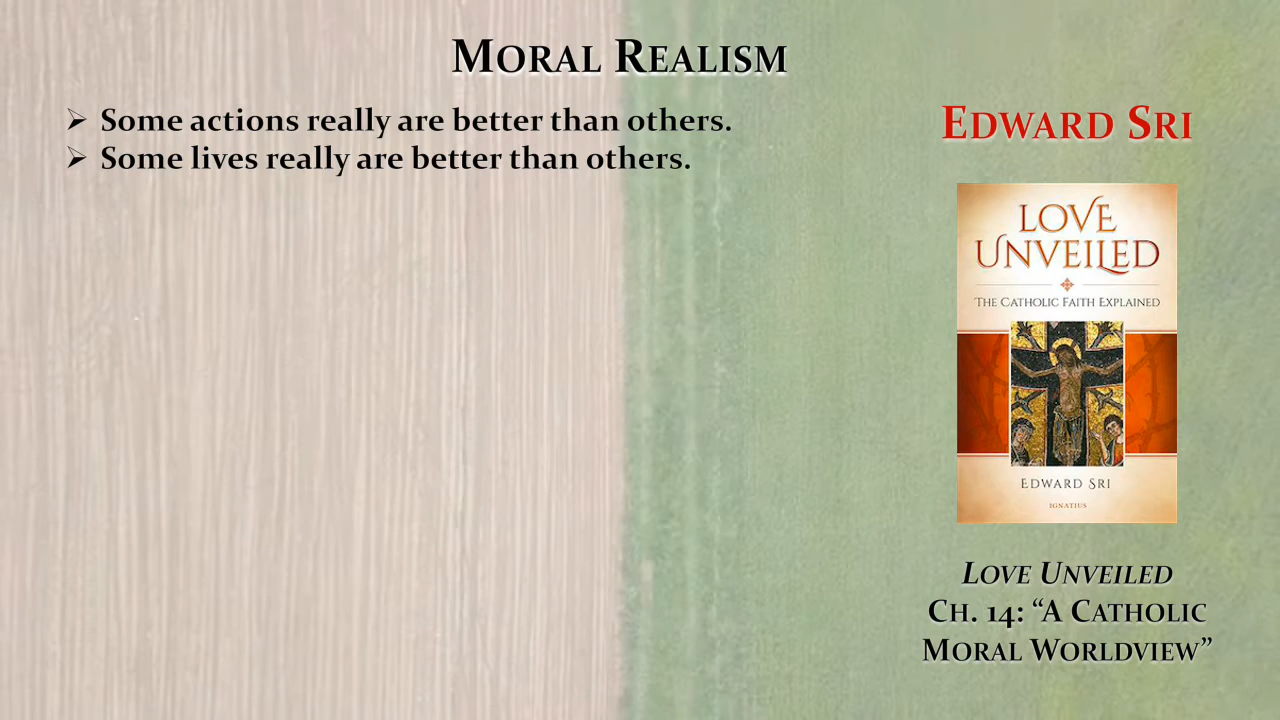 MORAL REALISM
➢ Some actions really are better than others.
➢ Some lives really are better than others.
EDWARD SRI
LOVE
UNVEILED
THE CATHOLIC FAITH EXPLAINED
EDWARD SRI
IGNATIUS
LOVE UNVEILED
CH. 14: “A CATHOLIC
MORAL WORLDVIEW”